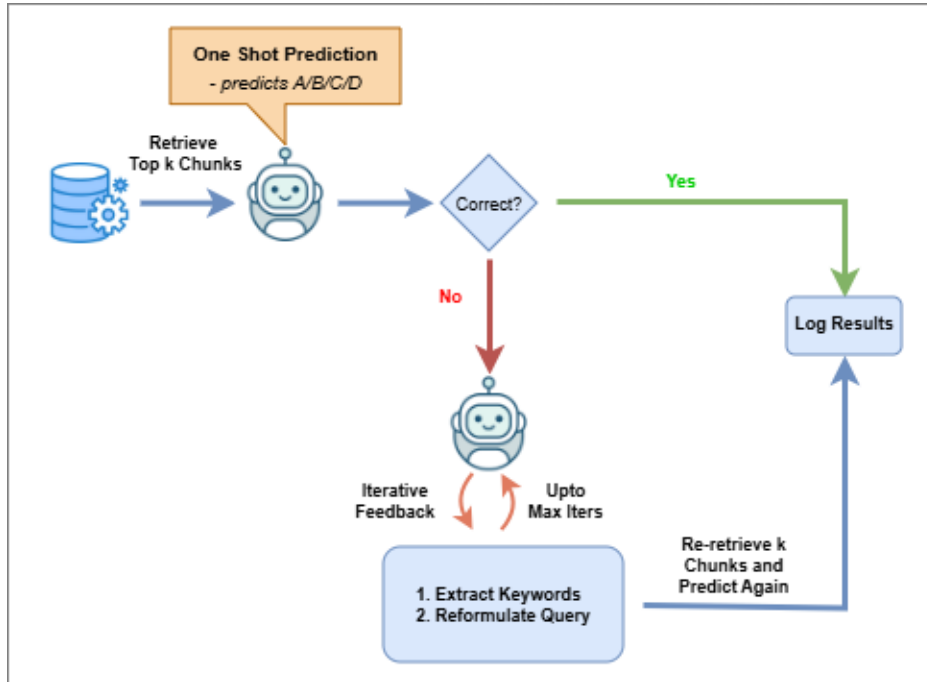 One Shot Prediction
- predicts A/B/C/D
Retrieve
Top k Chunks
Correct?
Yes
No
Log Results
Iterative
Feedback
Upto
Max Iters
Re-retrieve k
Chunks and
Predict Again
1. Extract Keywords
2. Reformulate Query